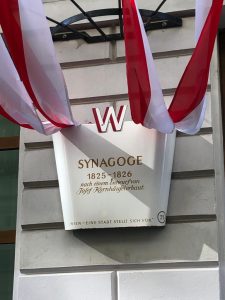 W
SYNAGOGE
1825-1826
nach einem Entwurf von
Josef Kornhäusel erbaut.
WIEN - EINE STADT STELLT SICH VOR